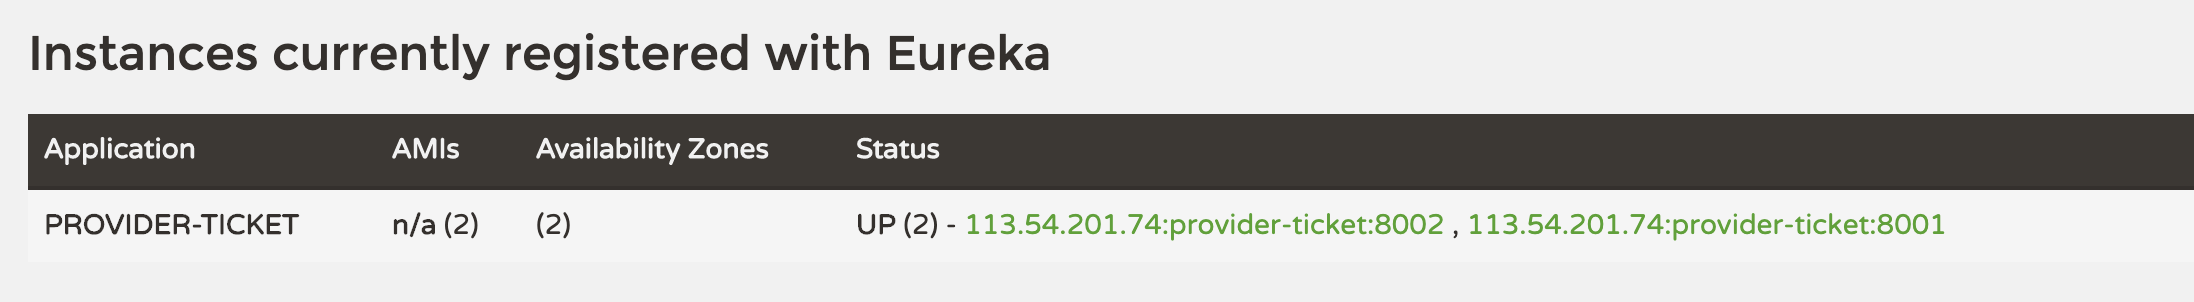 Instances currently registered with Eureka
Application AMIs Availability Zones Status
PROVIDER-TICKET n/a (2) (2) UP (2) - 113.54.201.74:provider-ticket:8002 , 113.54.201.74:provider-ticket:8001